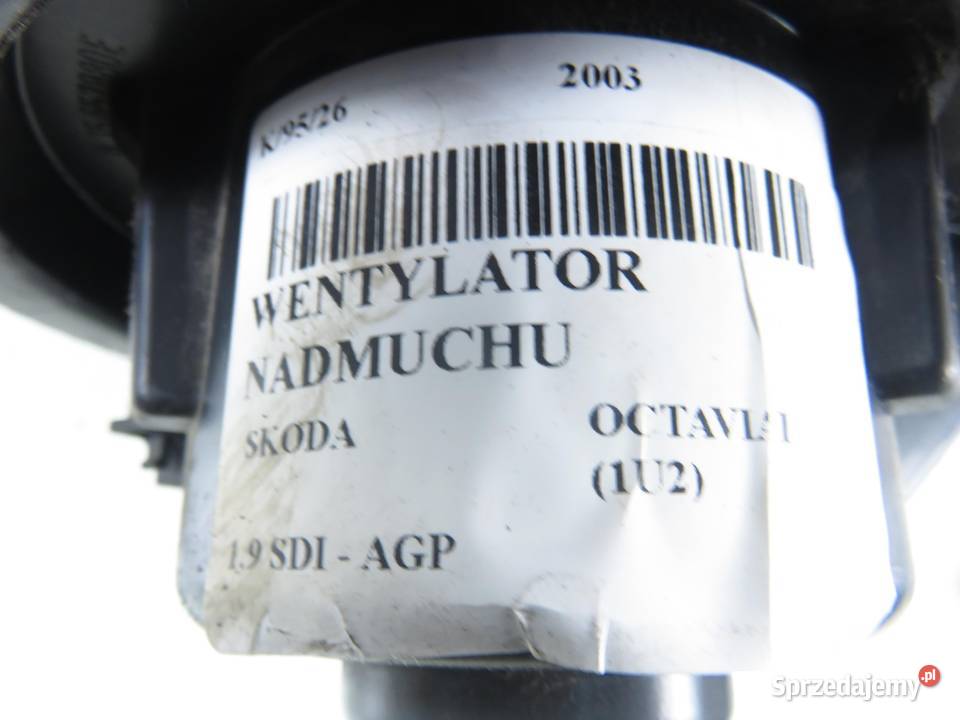 2003
K/95/26
WENTYLATOR
NADMUCHU
SKODA
OCTAVIA I
(1U2)
1.9 SDI - AGP
Sprzedajemy.pl